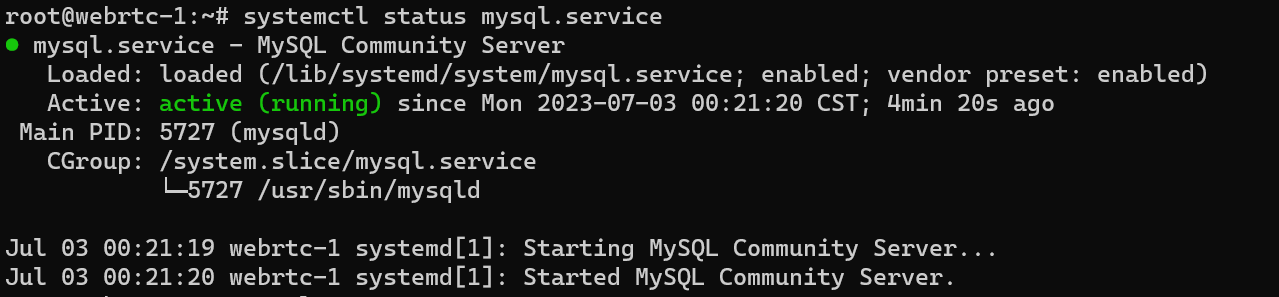 root@webrtc-1:~# systemctl status mysql.service
● mysql.service - MySQL Community Server
   Loaded: loaded (/lib/systemd/system/mysql.service; enabled; vendor preset: enabled)
   Active: active (running) since Mon 2023-07-03 00:21:20 CST; 4min 20s ago
 Main PID: 5727 (mysqld)
   CGroup: /system.slice/mysql.service
           └─5727 /usr/sbin/mysqld

Jul 03 00:21:19 webrtc-1 systemd[1]: Starting MySQL Community Server...
Jul 03 00:21:20 webrtc-1 systemd[1]: Started MySQL Community Server.